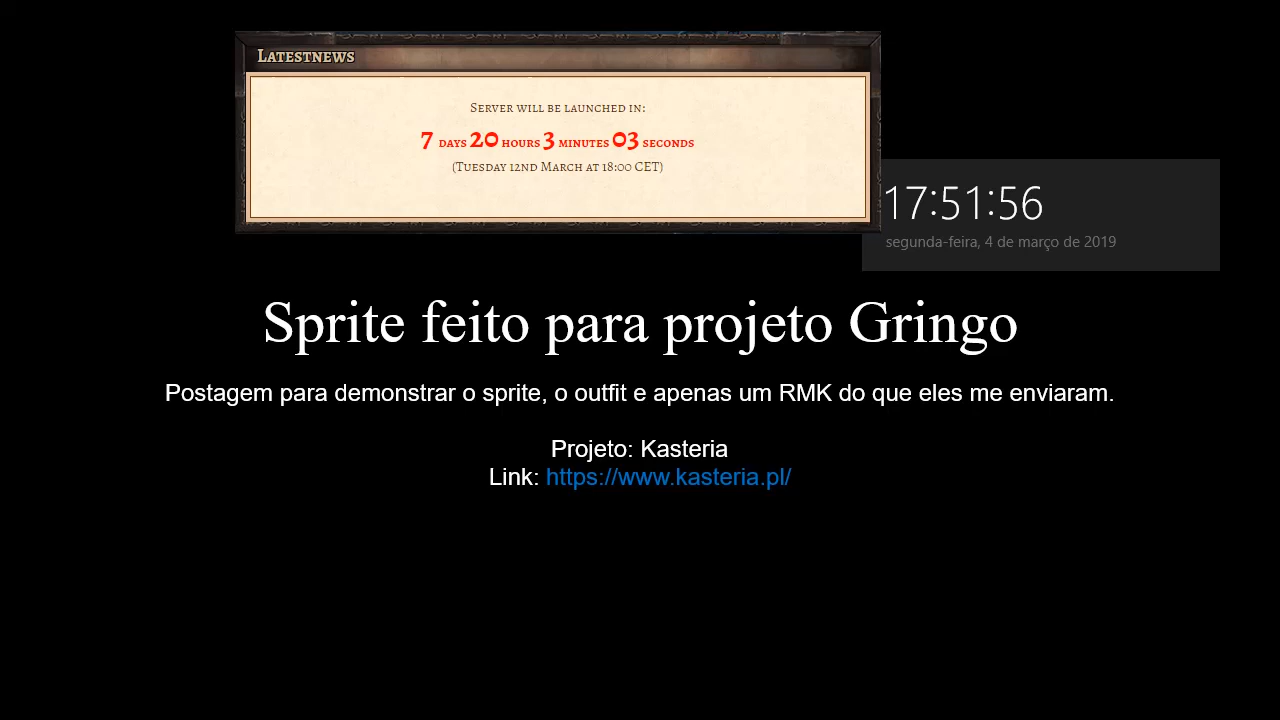 Latestnews
Server will be launched in:
7 days 20 hours 3 minutes 03 seconds
(Tuesday 12nd March at 18:00 CET)
17:51:56
segunda-feira, 4 de março de 2019
Sprite feito para projeto Gringo
Postagem para demonstrar o sprite, o outfit e apenas um RMK do que eles me enviaram.
Projeto: Kasteria
Link: https://www.kasteria.pl/